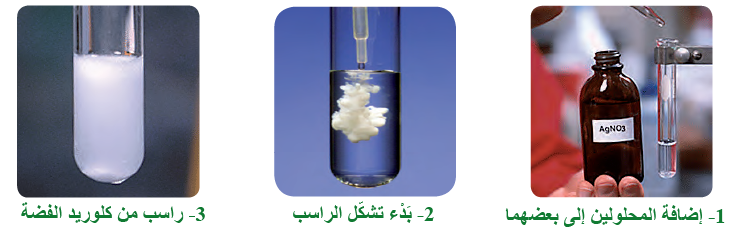 AgNO3
1- إضافة المحلولين إلى بعضهما
2- بَدْء تشكّل الراسب
3- راسب من كلوريد الفضة